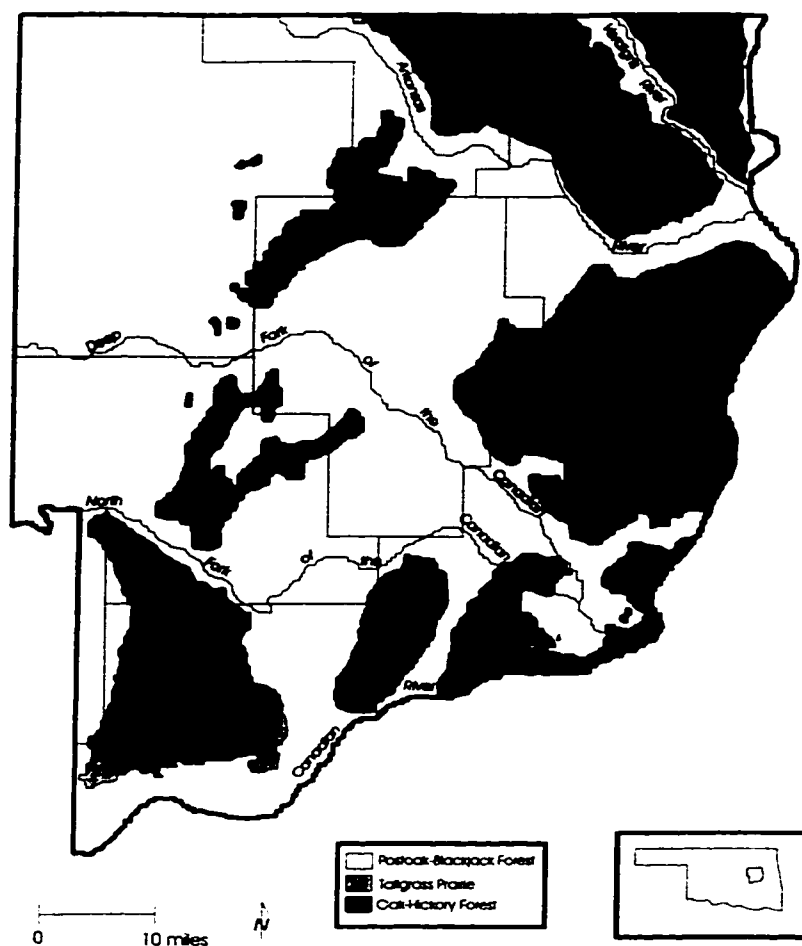 Arkansas
Verdigris River
River
Deep Fork of the Canadian
North Fork of the Canadian
River
Canadian
Postoak-Blackjack Forest
Tallgrass Prairie
Oak-Hickory Forest
0 10 miles
N